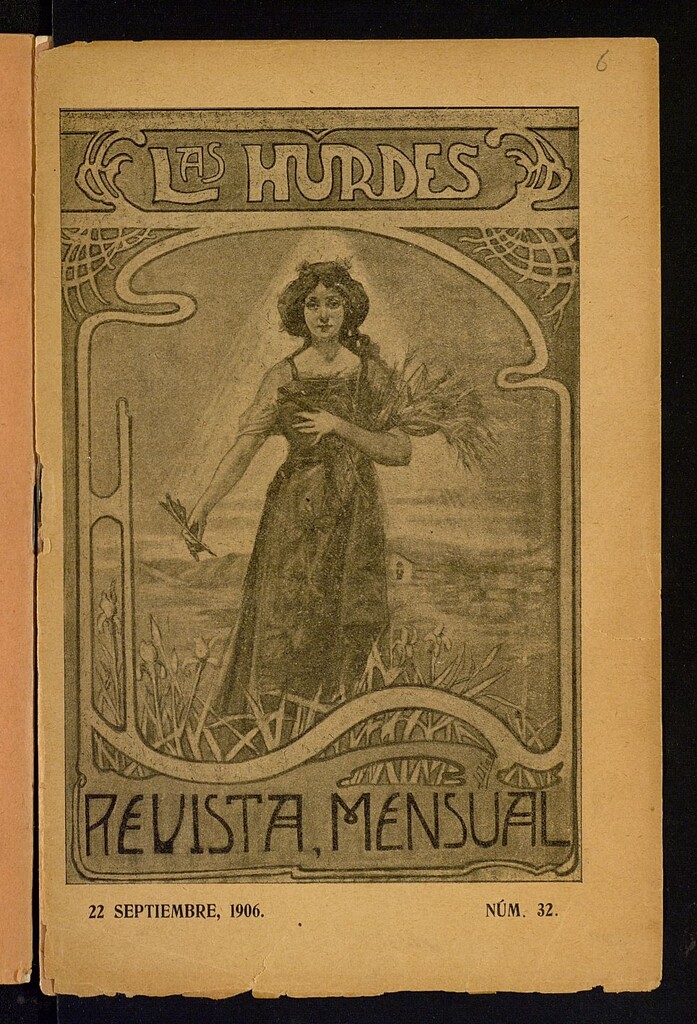 6
LAS HURDES
REVISTA, MENSUAL
22 SEPTIEMBRE, 1906. NÚM. 32.